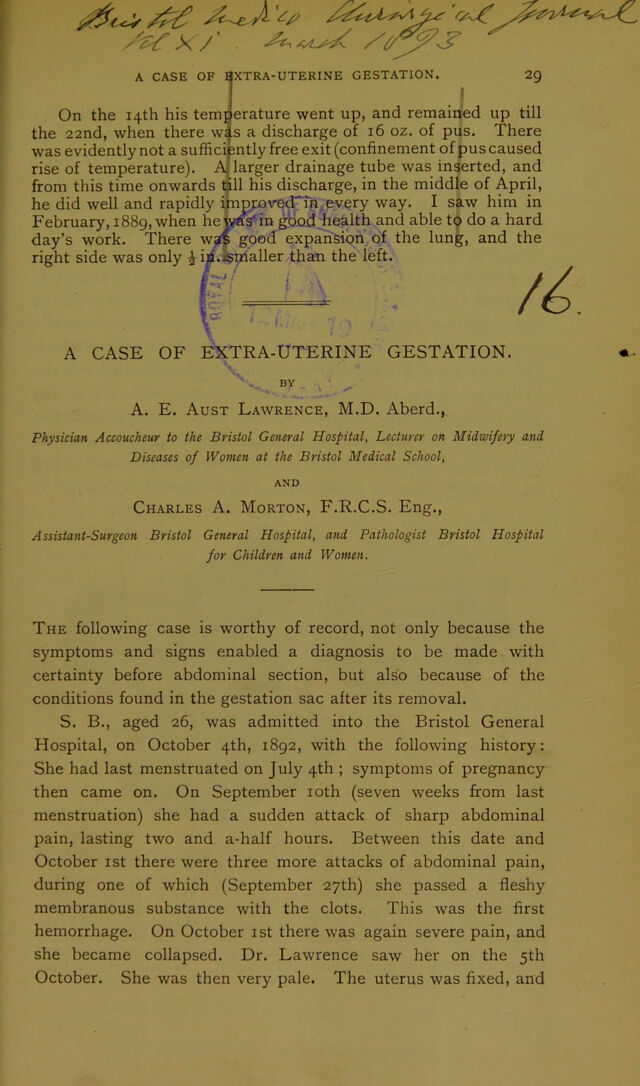 Bristol Medico Chirurgical Journal
Vol XI. March 1893
A CASE OF EXTRA-UTERINE GESTATION. 29
On the 14th his temperature went up, and remained up till
the 22nd, when there was a discharge of 16 oz. of pus. There
was evidently not a sufficiently free exit (confinement of pus caused
rise of temperature). A larger drainage tube was inserted, and
from this time onwards till his discharge, in the middle of April,
he did well and rapidly improved in every way. I saw him in
February, 1889, when he was in good health and able to do a hard
day's work. There was good expansion of the lung, and the
right side was only ½ in. smaller than the left.
16.
A CASE OF EXTRA-UTERINE GESTATION.
BY
A. E. Aust Lawrence, M.D. Aberd.,
Physician Accoucheur to the Bristol General Hospital, Lecturer on Midwifery and
Diseases of Women at the Bristol Medical School,
AND
Charles A. Morton, F.R.C.S. Eng.,
Assistant-Surgeon Bristol General Hospital, and Pathologist Bristol Hospital
for Children and Women.
The following case is worthy of record, not only because the
symptoms and signs enabled a diagnosis to be made with
certainty before abdominal section, but also because of the
conditions found in the gestation sac after its removal.
S. B., aged 26, was admitted into the Bristol General
Hospital, on October 4th, 1892, with the following history:
She had last menstruated on July 4th ; symptoms of pregnancy
then came on. On September 10th (seven weeks from last
menstruation) she had a sudden attack of sharp abdominal
pain, lasting two and a-half hours. Between this date and
October 1st there were three more attacks of abdominal pain,
during one of which (September 27th) she passed a fleshy
membranous substance with the clots. This was the first
hemorrhage. On October 1st there was again severe pain, and
she became collapsed. Dr. Lawrence saw her on the 5th
October. She was then very pale. The uterus was fixed, and